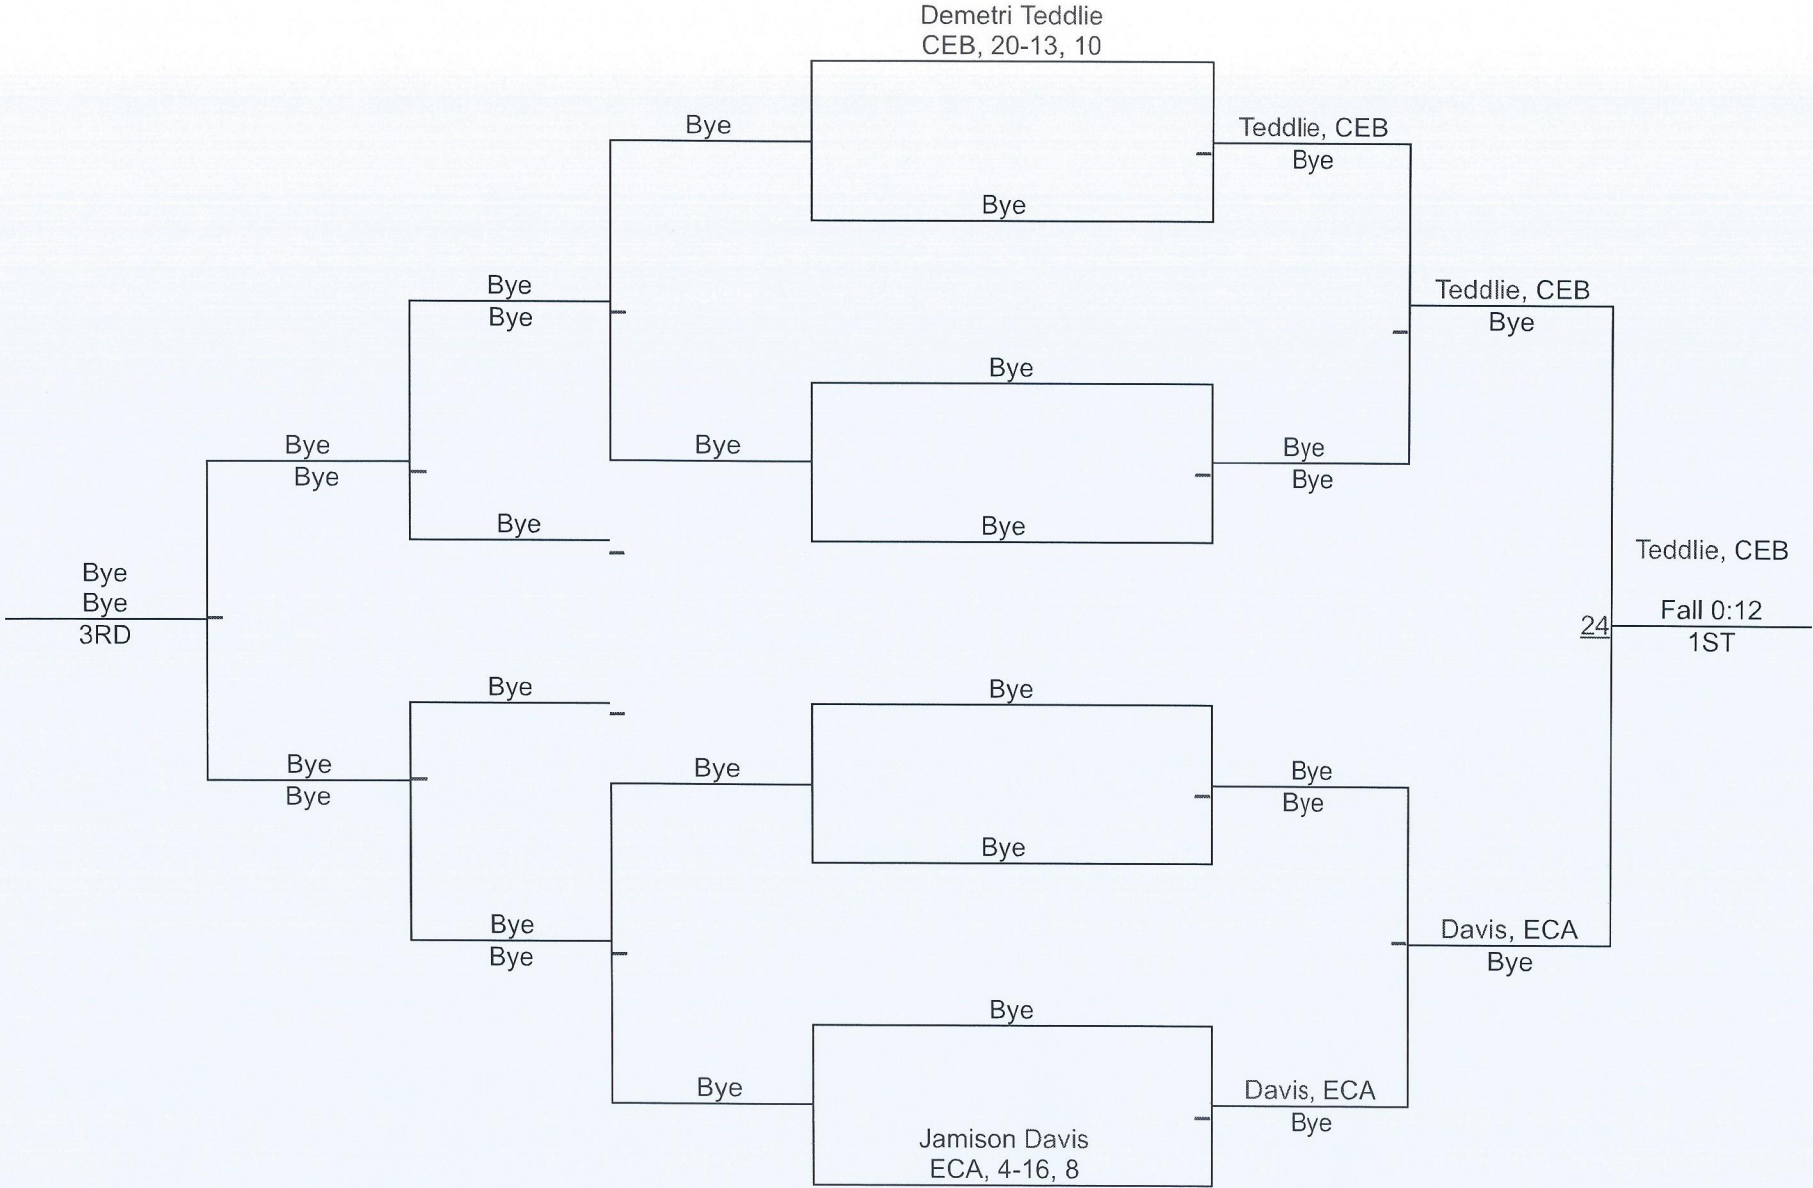 Demetri Teddlie
CEB, 20-13, 10
Bye
Teddlie, CEB
Bye
Bye
Bye
Bye
Teddlie, CEB
Bye
Bye
Bye
Bye
Bye
Bye
Bye
Bye
Bye
Bye
Teddlie, CEB
Bye
Bye
3RD
24
Fall 0:12
1ST
Bye
Bye
Bye
Bye
Bye
Bye
Bye
Bye
Bye
Bye
Davis, ECA
Bye
Bye
Bye
Davis, ECA
Bye
Jamison Davis
ECA, 4-16, 8